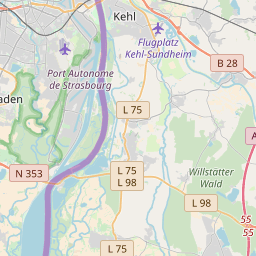 Kehl
Flugplatz
Kehl-Sundheim
B 28
Port Autonome
de Strasbourg
aden
L 75
N 353
L 75
L 98
Willstätter
Wald
L 98
55
55
L 75